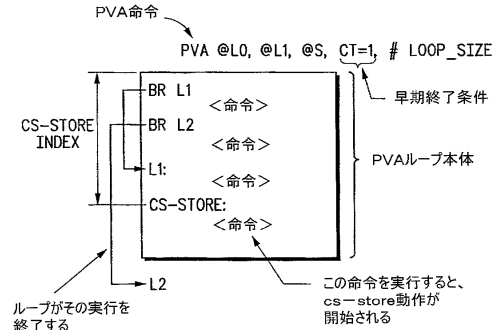 PVA命令
PVA @L0, @L1, @S, CT=1, # LOOP_SIZE
早期終了条件
BR L1
<命令>
CS-STORE
INDEX
BR L2
<命令>
PVAループ本体
L1:
<命令>
CS-STORE:
<命令>
L2
ループがその実行を
終了する
この命令を実行すると、
cs-store動作が
開始される